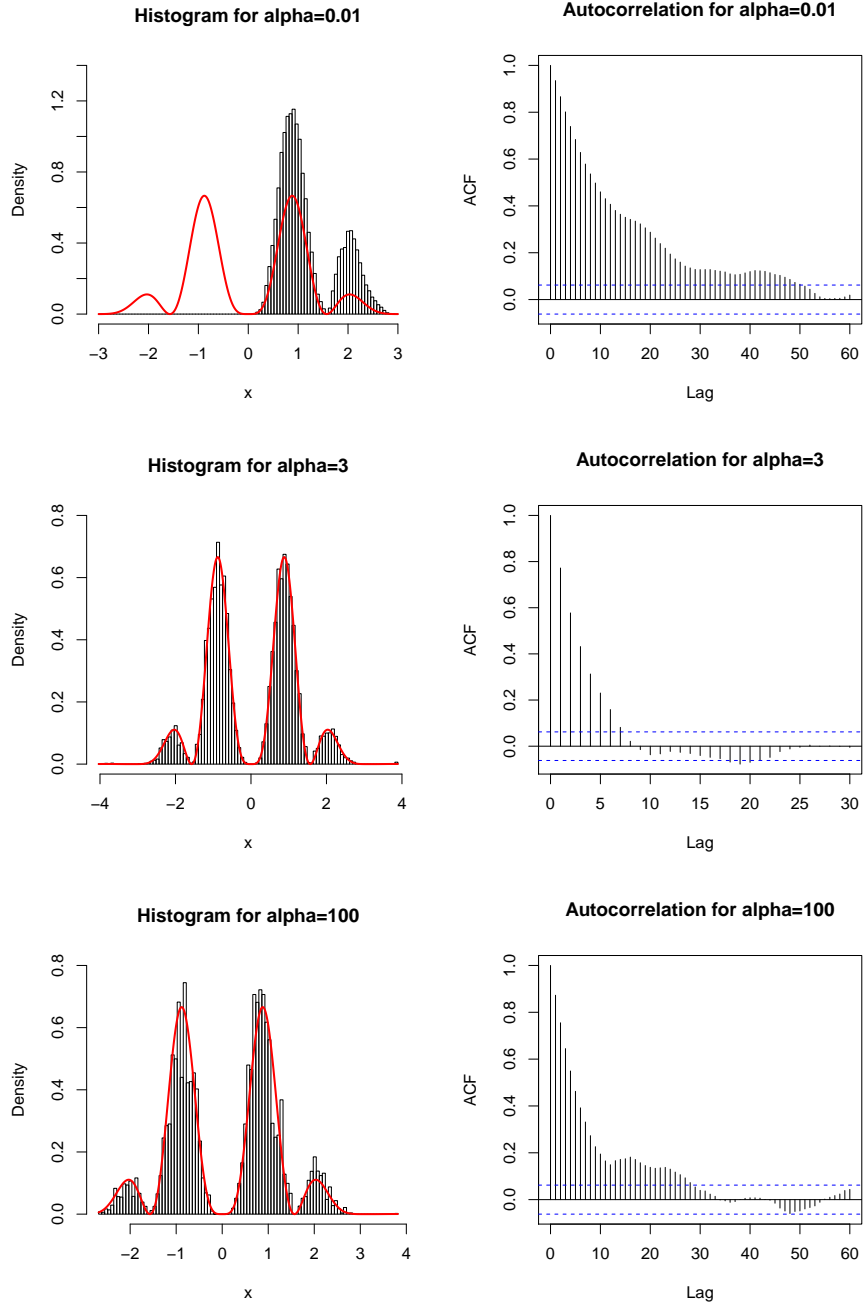 Histogram for alpha=0.01
Density
0.0 0.4 0.8 1.2
−3 −2 −1 0 1 2 3
x
Autocorrelation for alpha=0.01
ACF
0.0 0.2 0.4 0.6 0.8 1.0
0 10 20 30 40 50 60
Lag
Histogram for alpha=3
Density
0.0 0.2 0.4 0.6 0.8
−4 −2 0 2 4
x
Autocorrelation for alpha=3
ACF
0.0 0.2 0.4 0.6 0.8 1.0
0 5 10 15 20 25 30
Lag
Histogram for alpha=100
Density
0.0 0.2 0.4 0.6 0.8
−2 −1 0 1 2 3 4
x
Autocorrelation for alpha=100
ACF
0.0 0.2 0.4 0.6 0.8 1.0
0 10 20 30 40 50 60
Lag